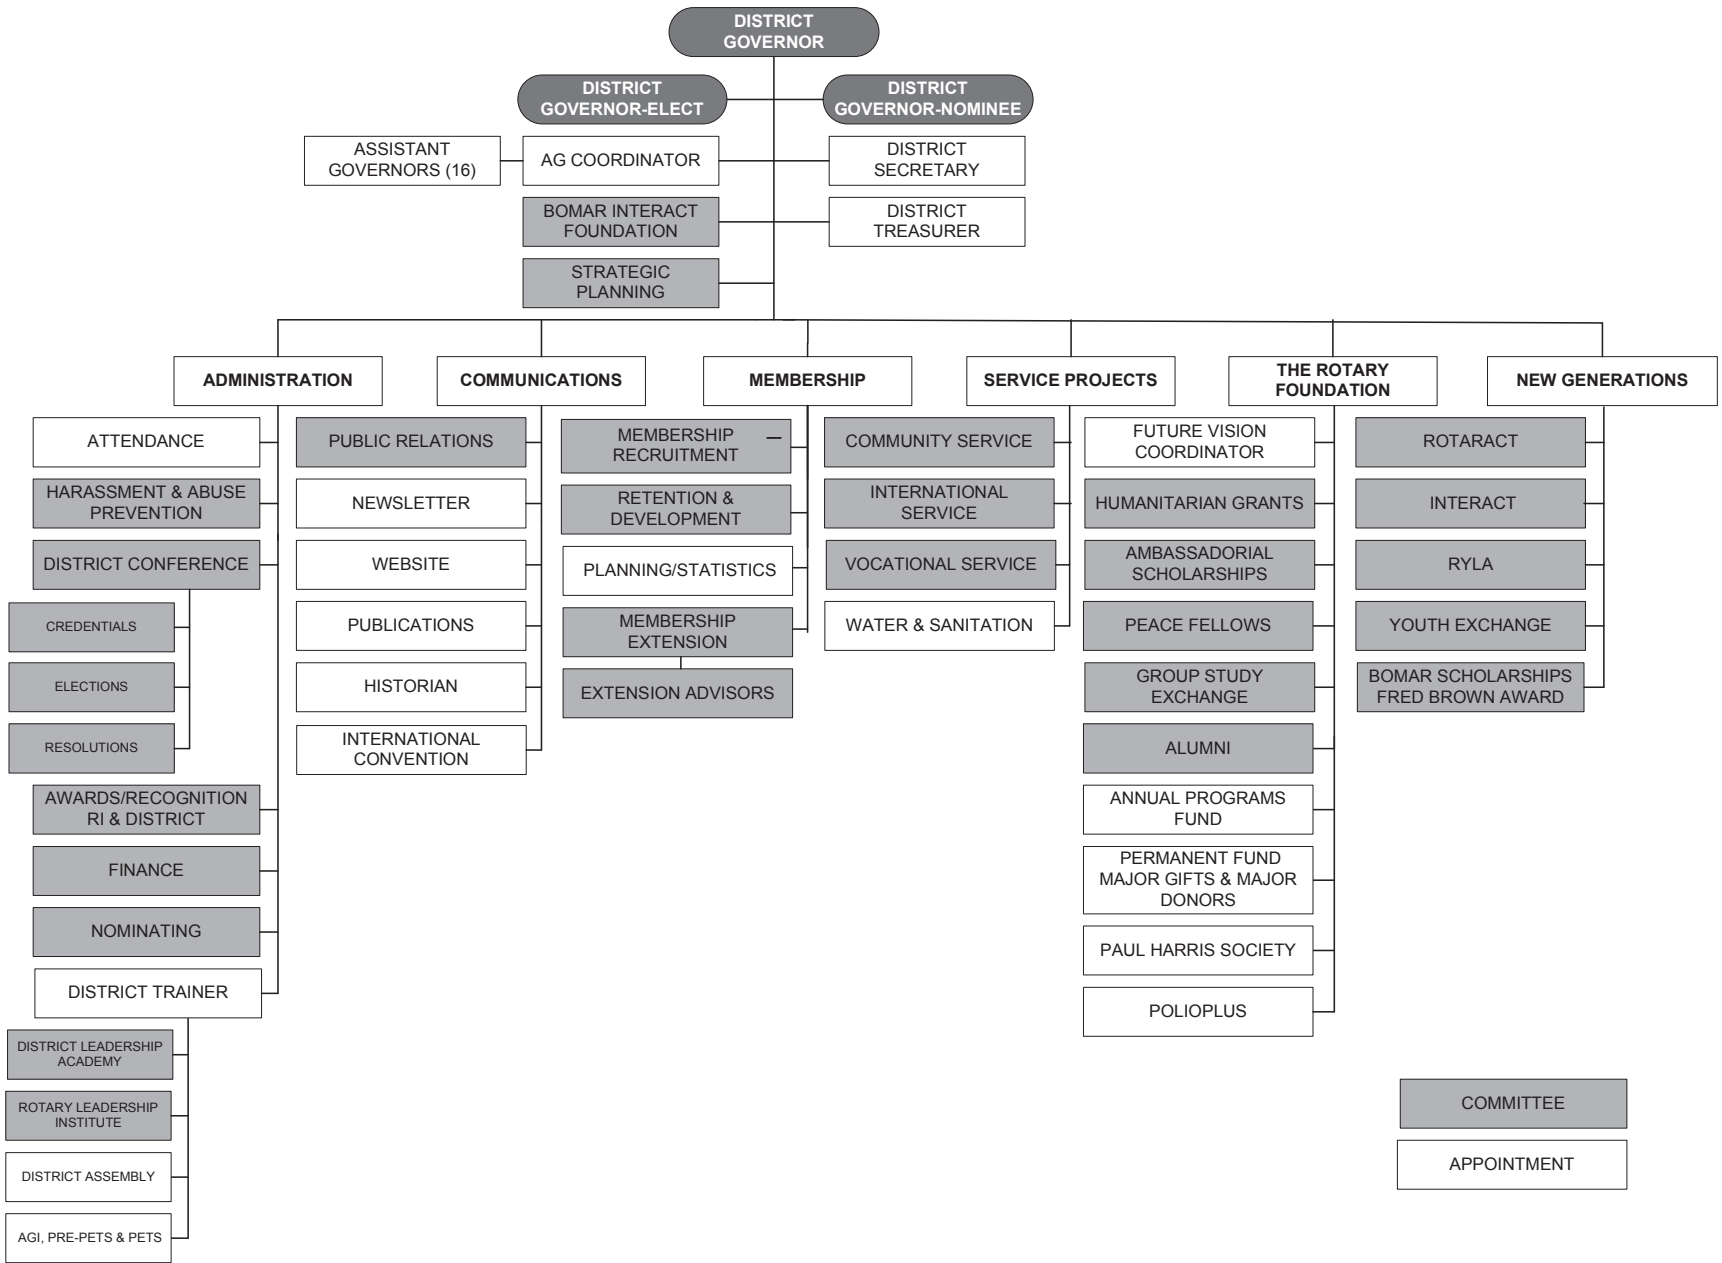 DISTRICT
GOVERNOR
DISTRICT
GOVERNOR-ELECT
DISTRICT
GOVERNOR-NOMINEE
ASSISTANT
GOVERNORS (16)
AG COORDINATOR
DISTRICT
SECRETARY
BOMAR INTERACT
FOUNDATION
DISTRICT
TREASURER
STRATEGIC
PLANNING
ADMINISTRATION
ATTENDANCE
HARASSMENT & ABUSE
PREVENTION
DISTRICT CONFERENCE
CREDENTIALS
ELECTIONS
RESOLUTIONS
AWARDS/RECOGNITION
RI & DISTRICT
FINANCE
NOMINATING
DISTRICT TRAINER
DISTRICT LEADERSHIP
ACADEMY
ROTARY LEADERSHIP
INSTITUTE
DISTRICT ASSEMBLY
AGI, PRE-PETS & PETS
COMMUNICATIONS
PUBLIC RELATIONS
NEWSLETTER
WEBSITE
PUBLICATIONS
HISTORIAN
INTERNATIONAL
CONVENTION
MEMBERSHIP
MEMBERSHIP
RECRUITMENT
RETENTION &
DEVELOPMENT
PLANNING/STATISTICS
MEMBERSHIP
EXTENSION
EXTENSION ADVISORS
SERVICE PROJECTS
COMMUNITY SERVICE
INTERNATIONAL
SERVICE
VOCATIONAL SERVICE
WATER & SANITATION
THE ROTARY
FOUNDATION
FUTURE VISION
COORDINATOR
HUMANITARIAN GRANTS
AMBASSADORIAL
SCHOLARSHIPS
PEACE FELLOWS
GROUP STUDY
EXCHANGE
ALUMNI
ANNUAL PROGRAMS
FUND
PERMANENT FUND
MAJOR GIFTS & MAJOR
DONORS
PAUL HARRIS SOCIETY
POLIOPLUS
NEW GENERATIONS
ROTARACT
INTERACT
RYLA
YOUTH EXCHANGE
BOMAR SCHOLARSHIPS
FRED BROWN AWARD
COMMITTEE
APPOINTMENT